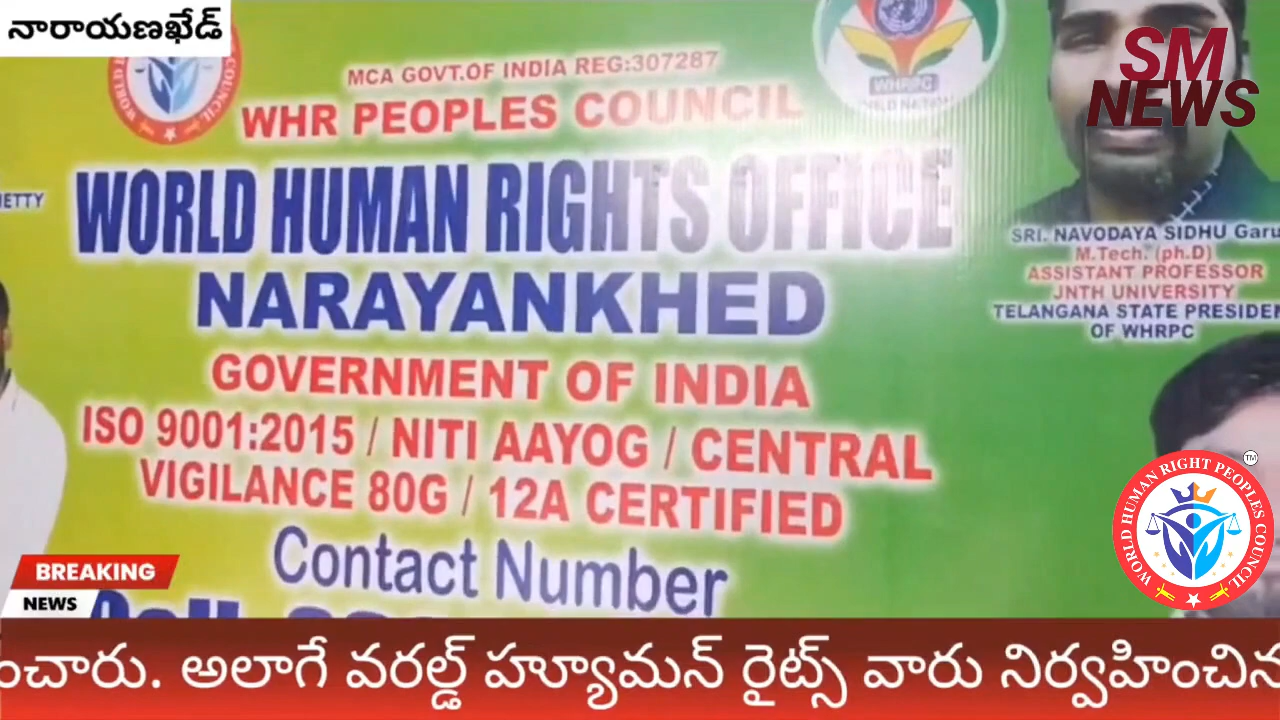 నారాయణఖేడ్
SM
NEWS
MCA GOVT.OF INDIA REG:307287
WHR PEOPLES COUNCIL
WHRPC
WORLD HUMAN RIGHTS OFFICE
NARAYANKHED
GOVERNMENT OF INDIA
ISO 9001:2015 / NITI AAYOG / CENTRAL
VIGILANCE 80G / 12A CERTIFIED
Contact Number
SRI. NAVODAYA SIDHU Garu
M.Tech. (ph.D)
ASSISTANT PROFESSOR
JNTH UNIVERSITY
TELANGANA STATE PRESIDEN
OF WHRPC
WORLD HUMAN RIGHT PEOPLES COUNCIL
TM
BREAKING
NEWS
ంచారు. అలాగే వరల్డ్ హ్యూమన్ రైట్స్ వారు నిర్వహించిన